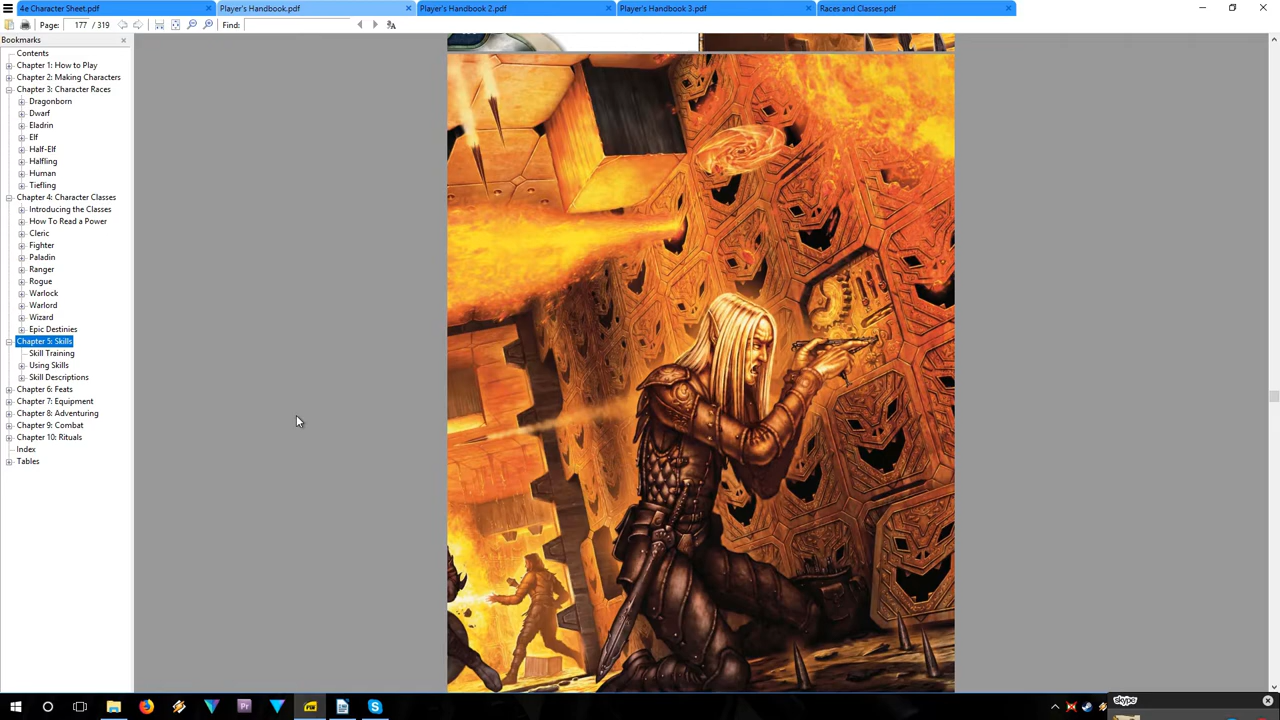 4e Character Sheet.pdf
Player's Handbook.pdf
Player's Handbook 2.pdf
Player's Handbook 3.pdf
Races and Classes.pdf
Page: 177 / 319
Find:
Bookmarks
Contents
Chapter 1: How to Play
Chapter 2: Making Characters
Chapter 3: Character Races
Dragonborn
Dwarf
Eladrin
Elf
Half-Elf
Halfling
Human
Tiefling
Chapter 4: Character Classes
Introducing the Classes
How To Read a Power
Cleric
Fighter
Paladin
Ranger
Rogue
Warlock
Warlord
Wizard
Epic Destinies
Chapter 5: Skills
Skill Training
Using Skills
Skill Descriptions
Chapter 6: Feats
Chapter 7: Equipment
Chapter 8: Adventuring
Chapter 9: Combat
Chapter 10: Rituals
Index
Tables
Pr
skype